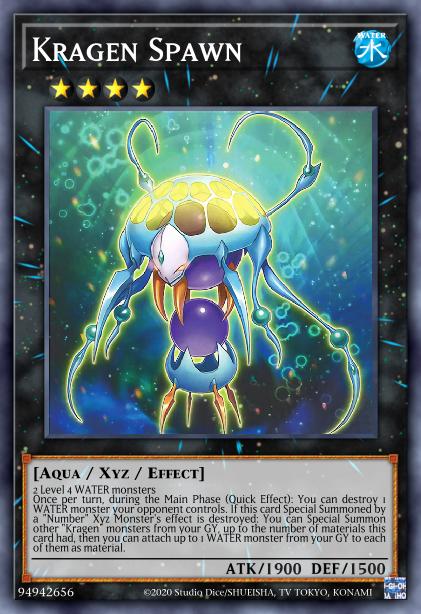 Kragen Spawn
WATER
水
[Aqua / Xyz / Effect]
2 Level 4 WATER monsters
Once per turn, during the Main Phase (Quick Effect): You can destroy 1
WATER monster your opponent controls. If this card Special Summoned by
a "Number" Xyz Monster's effect is destroyed: You can Special Summon
other "Kragen" monsters from your GY, up to the number of materials this
card had, then you can attach up to 1 WATER monster from your GY to each
of them as material.
ATK/1900 DEF/1500
94942656
©2020 Studio Dice/SHUEISHA, TV TOKYO, KONAMI